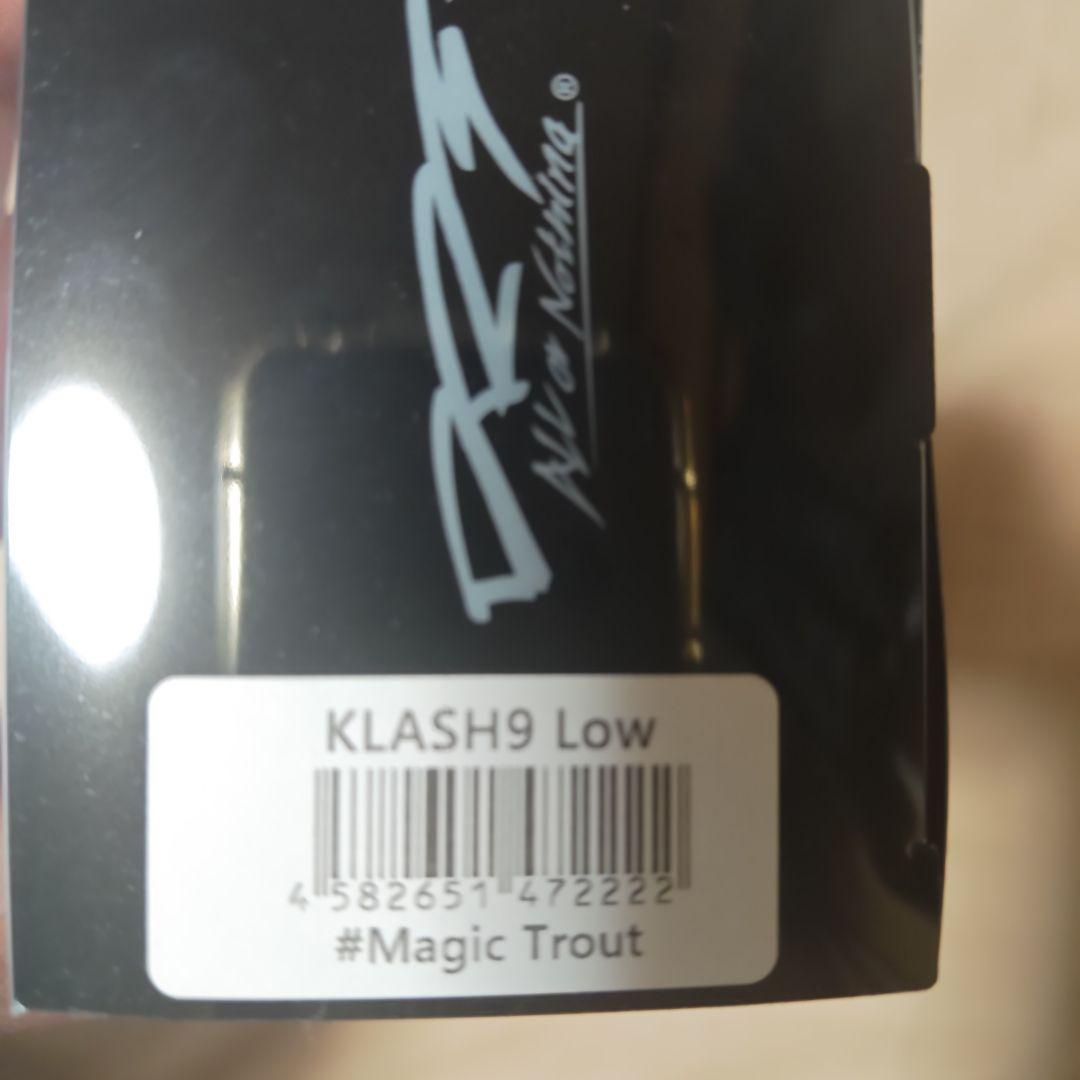 All or Nothing ®
KLASH9 Low
4 582651 472222
#Magic Trout